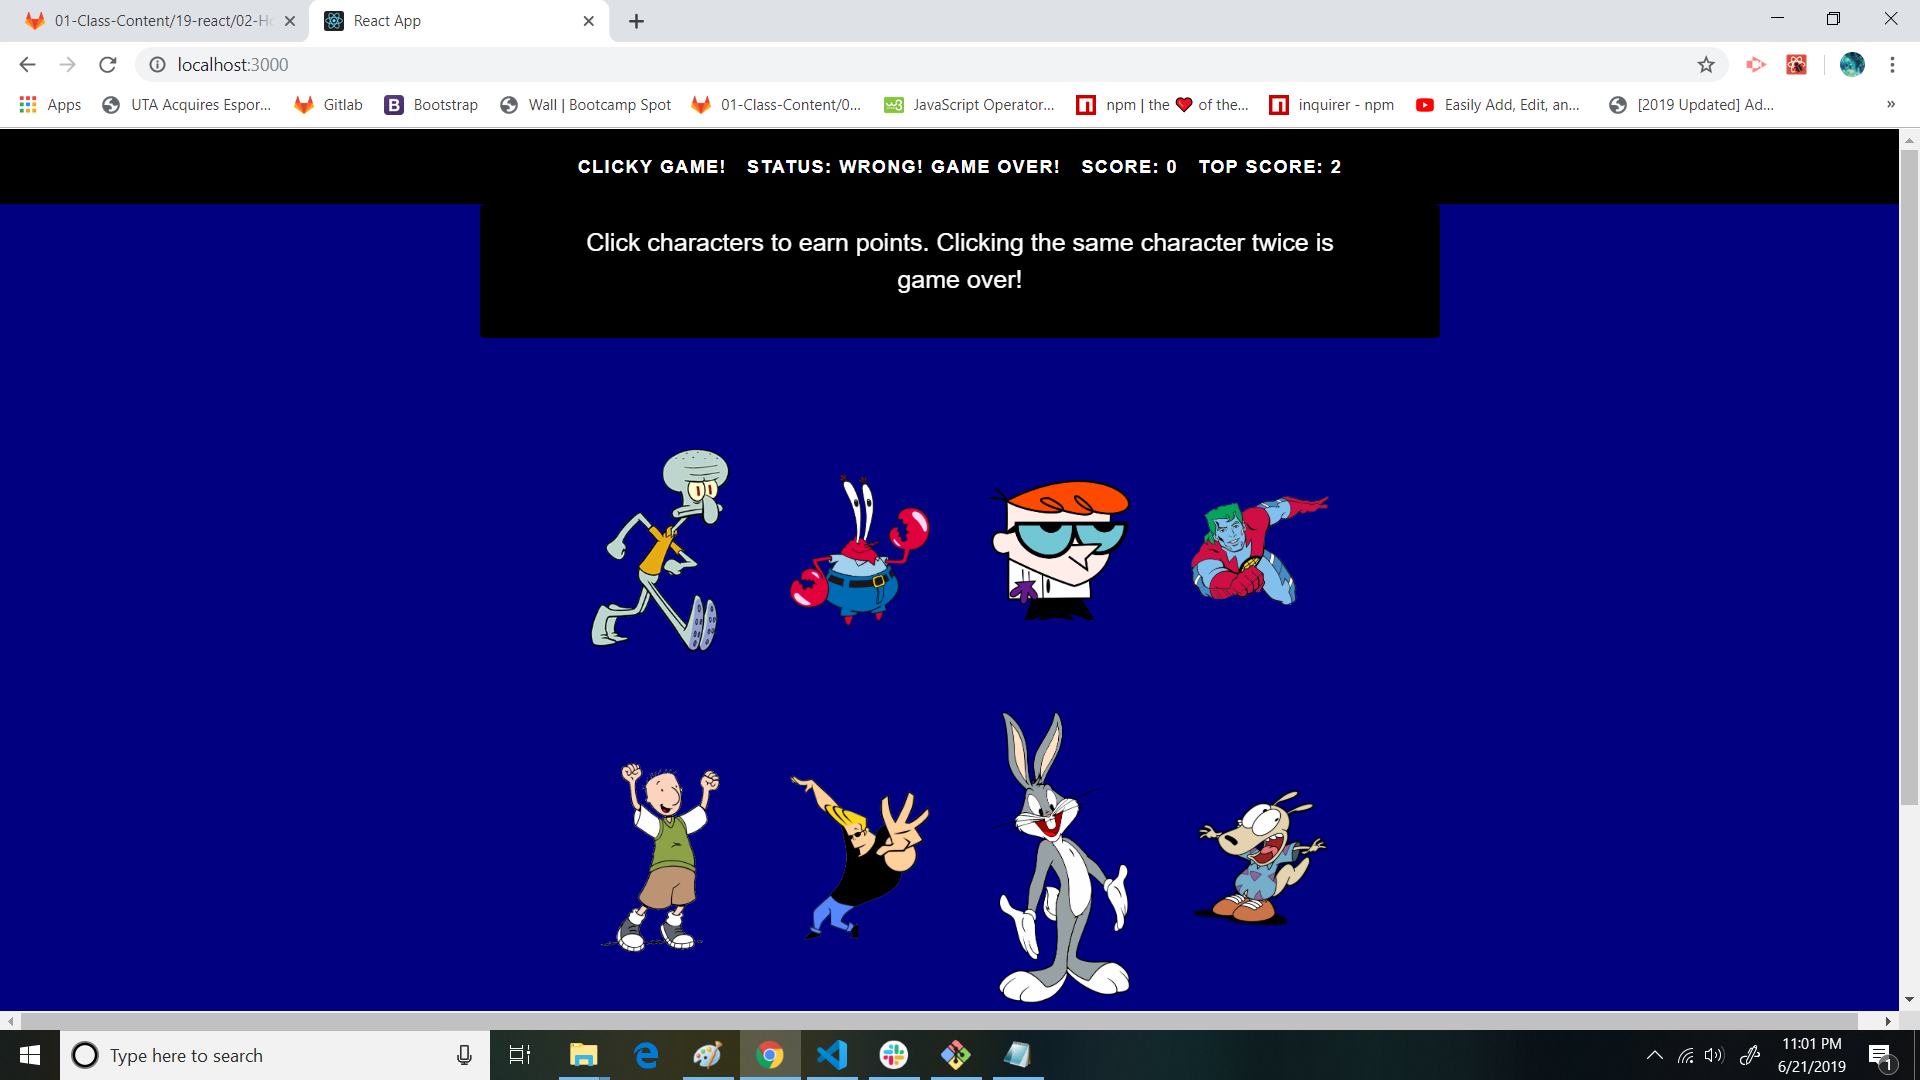 01-Class-Content/19-react/02-Ho
React App
localhost:3000
Apps
UTA Acquires Espor...
Gitlab
Bootstrap
Wall | Bootcamp Spot
01-Class-Content/0...
JavaScript Operator...
npm | the ❤ of the...
inquirer - npm
Easily Add, Edit, an...
[2019 Updated] Ad...
»
CLICKY GAME! STATUS: WRONG! GAME OVER! SCORE: 0 TOP SCORE: 2
Click characters to earn points. Clicking the same character twice is
game over!
Type here to search
11:01 PM
6/21/2019
1